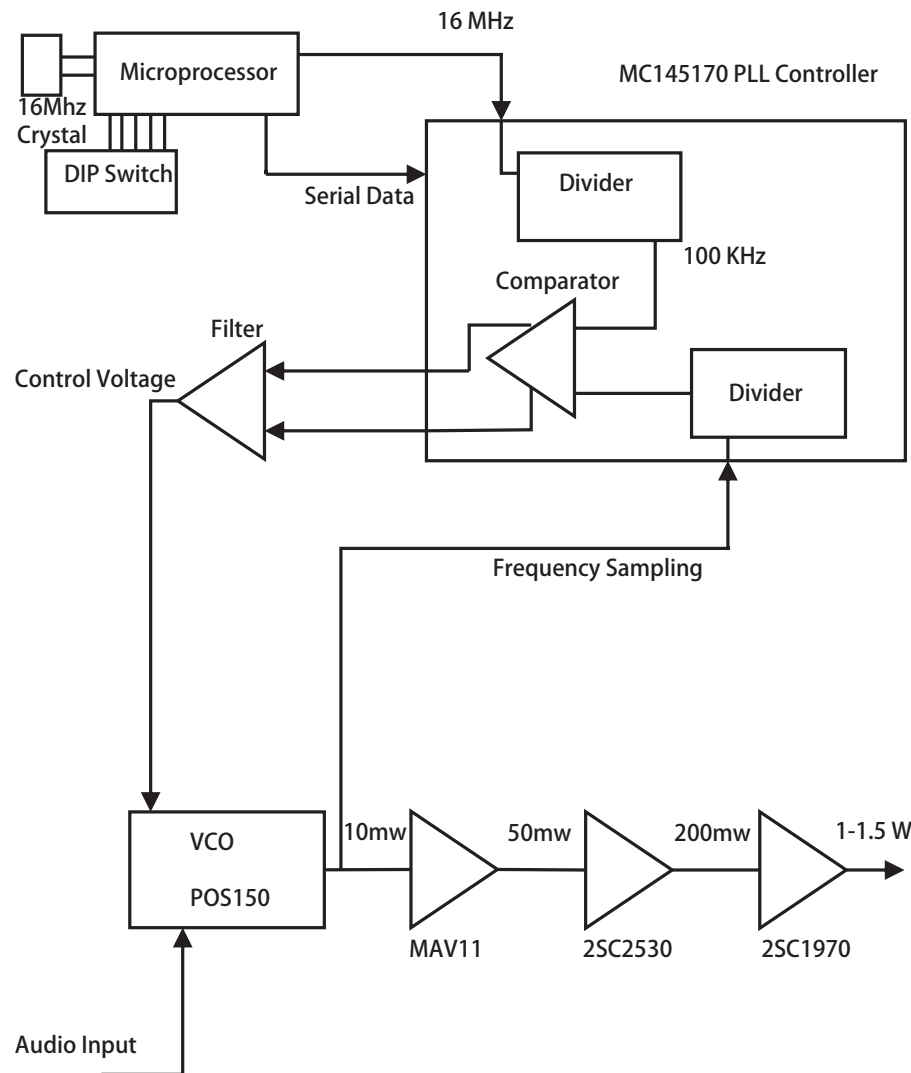 16 MHz
Microprocessor
MC145170 PLL Controller
16Mhz
Crystal
DIP Switch
Serial Data
Divider
100 KHz
Comparator
Filter
Control Voltage
Divider
Frequency Sampling
VCO
POS150
10mw
50mw
200mw
1-1.5 W
MAV11
2SC2530
2SC1970
Audio Input